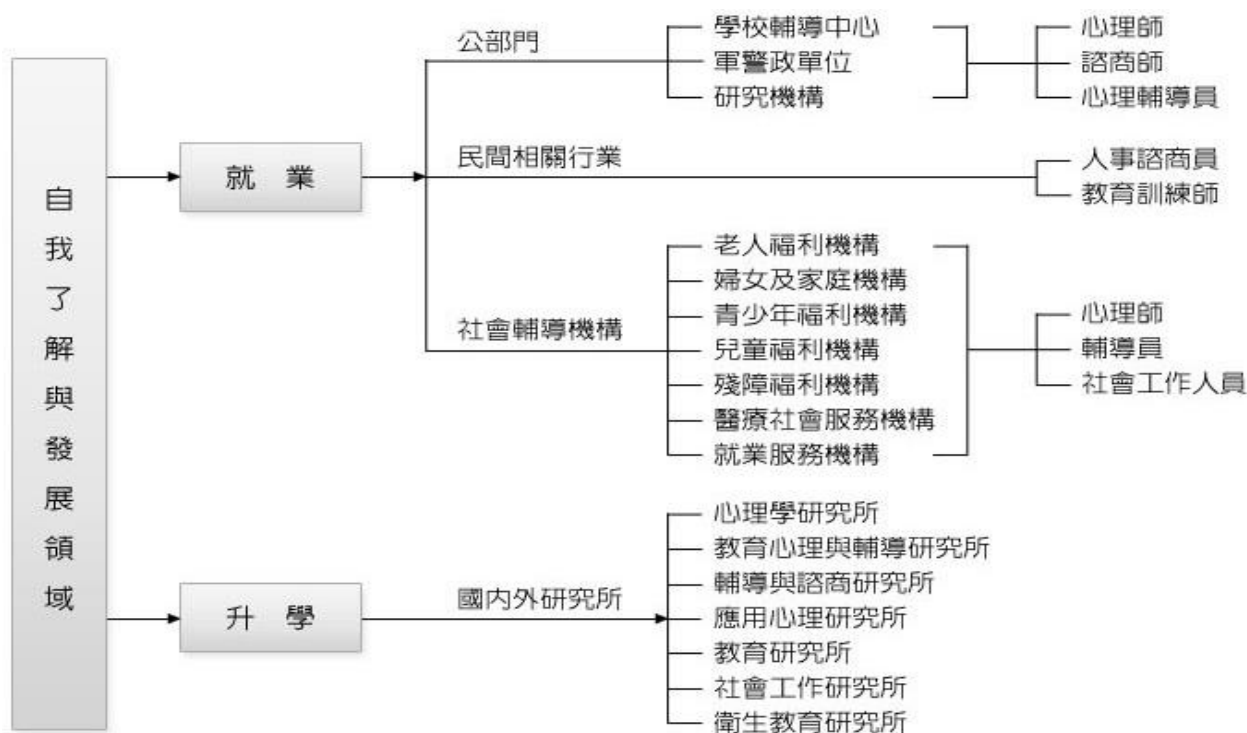 自我了解與發展領域
就業
公部門
學校輔導中心
軍警政單位
研究機構
心理師
諮商師
心理輔導員
民間相關行業
人事諮商員
教育訓練師
社會輔導機構
老人福利機構
婦女及家庭機構
青少年福利機構
兒童福利機構
殘障福利機構
醫療社會服務機構
就業服務機構
心理師
輔導員
社會工作人員
升學
國內外研究所
心理學研究所
教育心理與輔導研究所
輔導與諮商研究所
應用心理研究所
教育研究所
社會工作研究所
衛生教育研究所